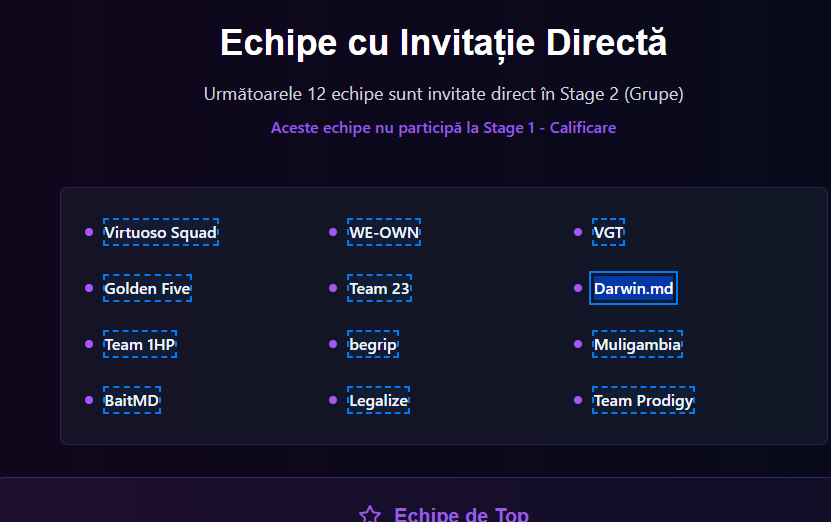 Echipe cu Invitație Directă
Următoarele 12 echipe sunt invitate direct în Stage 2 (Grupe)
Aceste echipe nu participă la Stage 1 - Calificare
Virtuoso Squad
WE-OWN
VGT
Golden Five
Team 23
Darwin.md
Team 1HP
begrip
Muligambia
BaitMD
Legalize
Team Prodigy
Echipe de Top